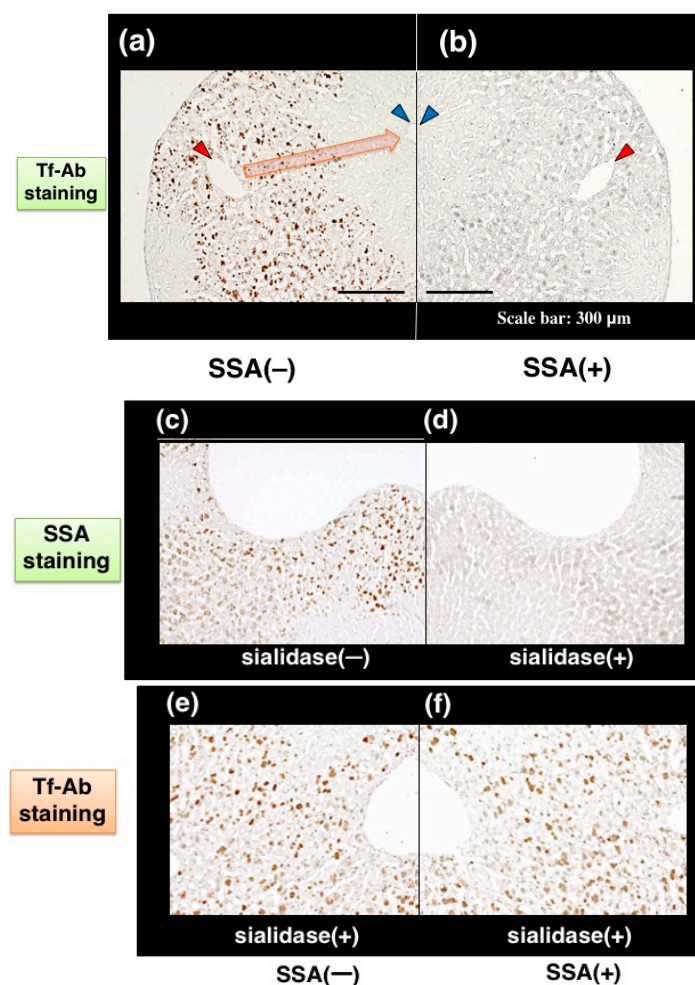 (a)
(b)
Tf-Ab
staining
Scale bar: 300 µm
SSA(–)
SSA(+)
(c)
(d)
SSA
staining
sialidase(—)
sialidase(+)
(e)
(f)
Tf-Ab
staining
sialidase(+)
sialidase(+)
SSA(—)
SSA(+)